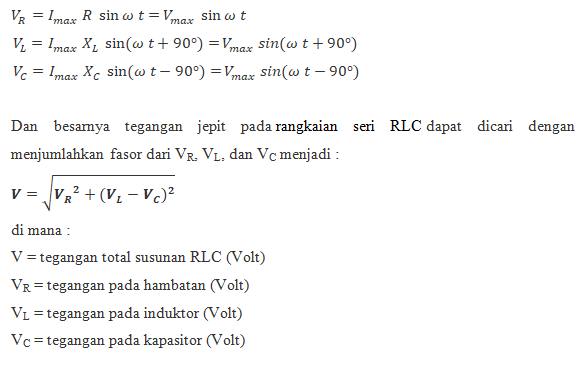 V_R = I_max R sin ω t = V_max sin ω t
V_L = I_max X_L sin(ω t + 90°) = V_max sin(ω t + 90°)
V_C = I_max X_C sin(ω t − 90°) = V_max sin(ω t − 90°)
Dan besarnya tegangan jepit pada rangkaian seri RLC dapat dicari dengan
menjumlahkan fasor dari V_R, V_L, dan V_C menjadi :
V = √(V_R² + (V_L − V_C)²)
di mana :
V = tegangan total susunan RLC (Volt)
V_R = tegangan pada hambatan (Volt)
V_L = tegangan pada induktor (Volt)
V_C = tegangan pada kapasitor (Volt)